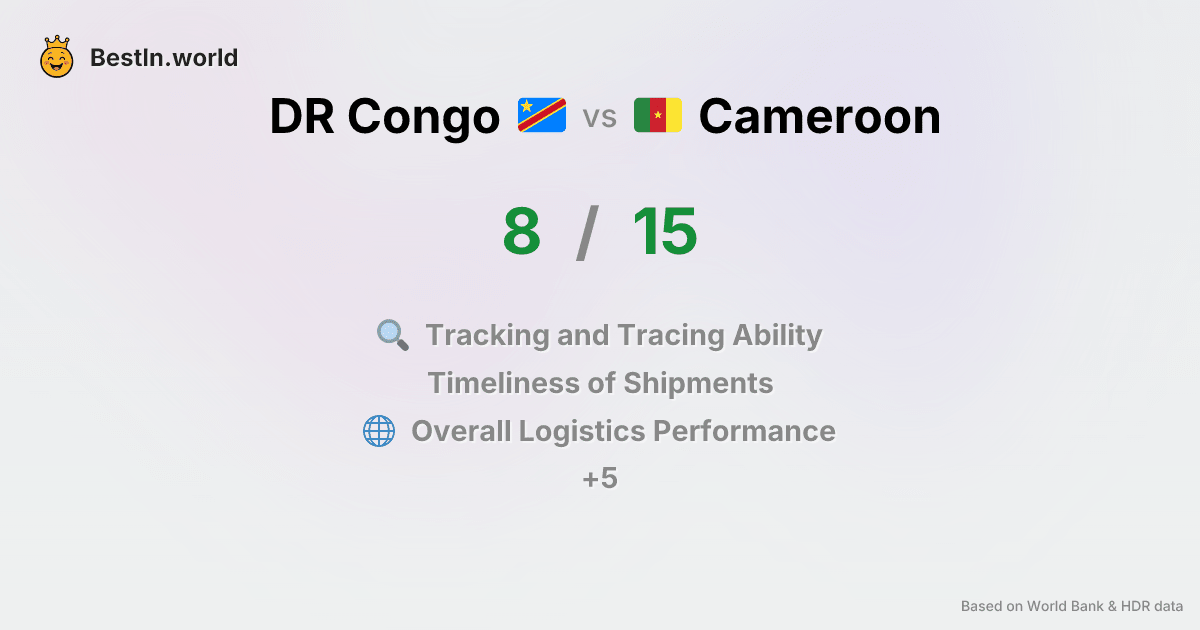 BestIn.world
DR Congo vs Cameroon
8 / 15
Tracking and Tracing Ability
Timeliness of Shipments
Overall Logistics Performance
+5
Based on World Bank & HDR data